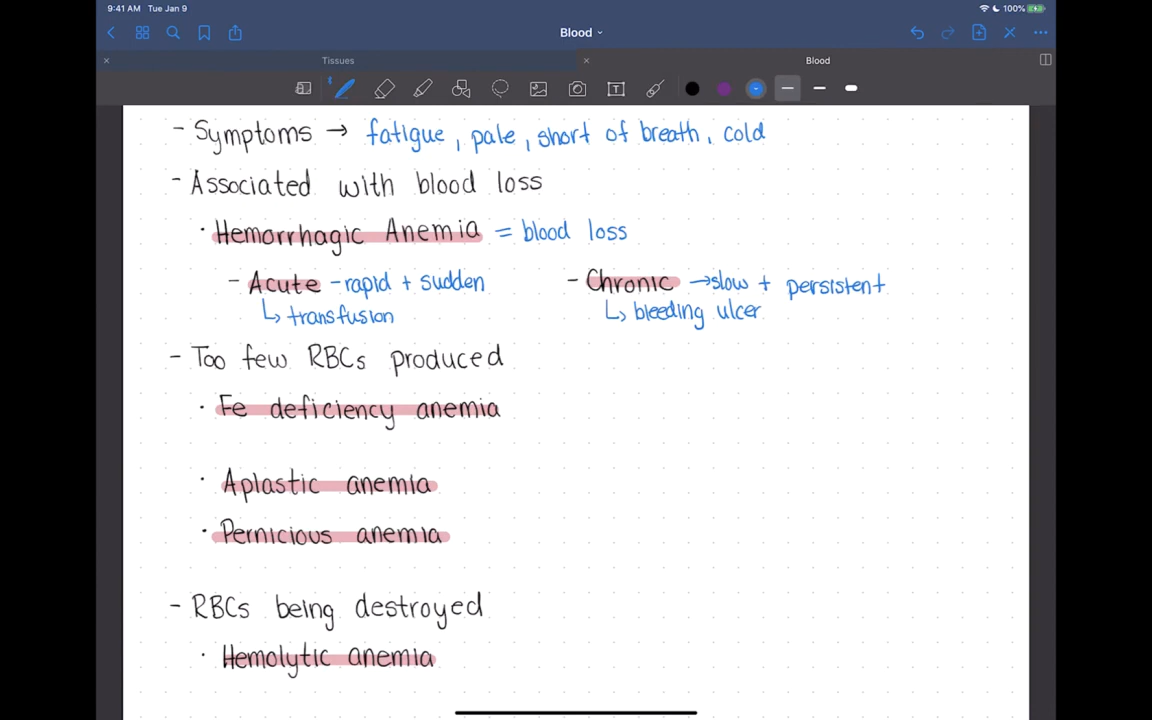 9:41 AM Tue Jan 9 100%
Blood
Tissues Blood
- Symptoms → fatigue, pale, short of breath, cold
- Associated with blood loss
· Hemorrhagic Anemia = blood loss
- Acute - rapid + sudden - Chronic → slow + persistent
↳ transfusion ↳ bleeding ulcer
- Too few RBCs produced
· Fe deficiency anemia
· Aplastic anemia
· Pernicious anemia
- RBCs being destroyed
· Hemolytic anemia